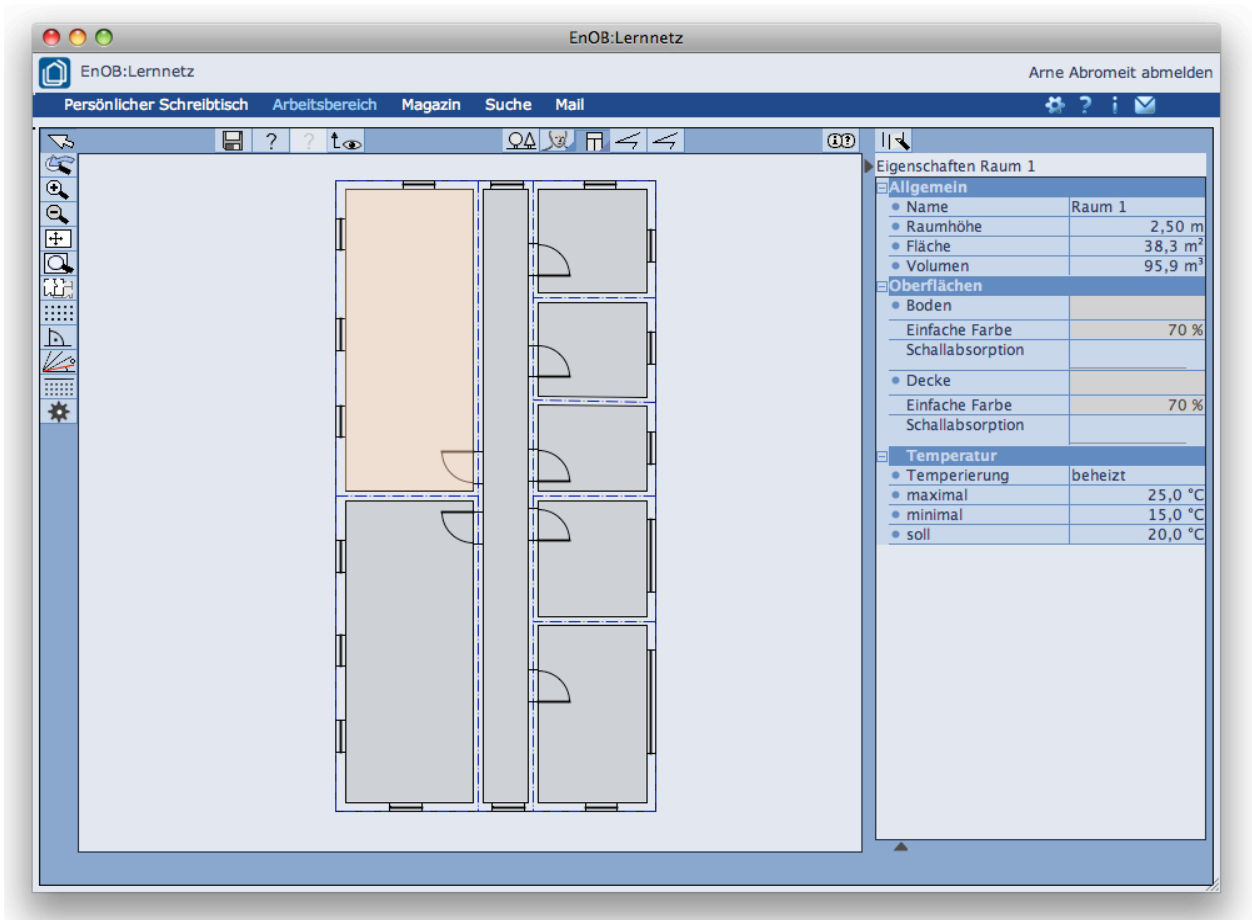 EnOB:Lernnetz
EnOB:Lernnetz
Arne Abromeit abmelden
Persönlicher Schreibtisch Arbeitsbereich Magazin Suche Mail
? i
? ?
Eigenschaften Raum 1
Allgemein
Name Raum 1
Raumhöhe 2,50 m
Fläche 38,3 m²
Volumen 95,9 m³
Oberflächen
Boden
Einfache Farbe 70 %
Schallabsorption
Decke
Einfache Farbe 70 %
Schallabsorption
Temperatur
Temperierung beheizt
maximal 25,0 °C
minimal 15,0 °C
soll 20,0 °C